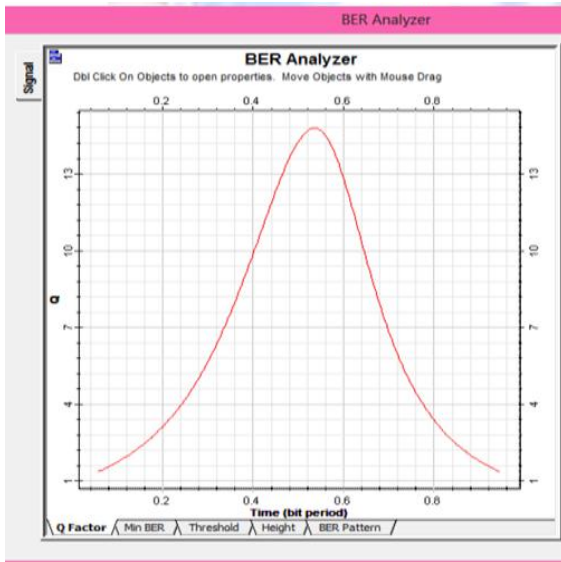 BER Analyzer
Signal
BER Analyzer
Dbl Click On Objects to open properties. Move Objects with Mouse Drag
0.2 0.4 0.6 0.8
13 13
10 10
Q
7 7
4 4
1 1
0.2 0.4 0.6 0.8
Time (bit period)
Q Factor Min BER Threshold Height BER Pattern